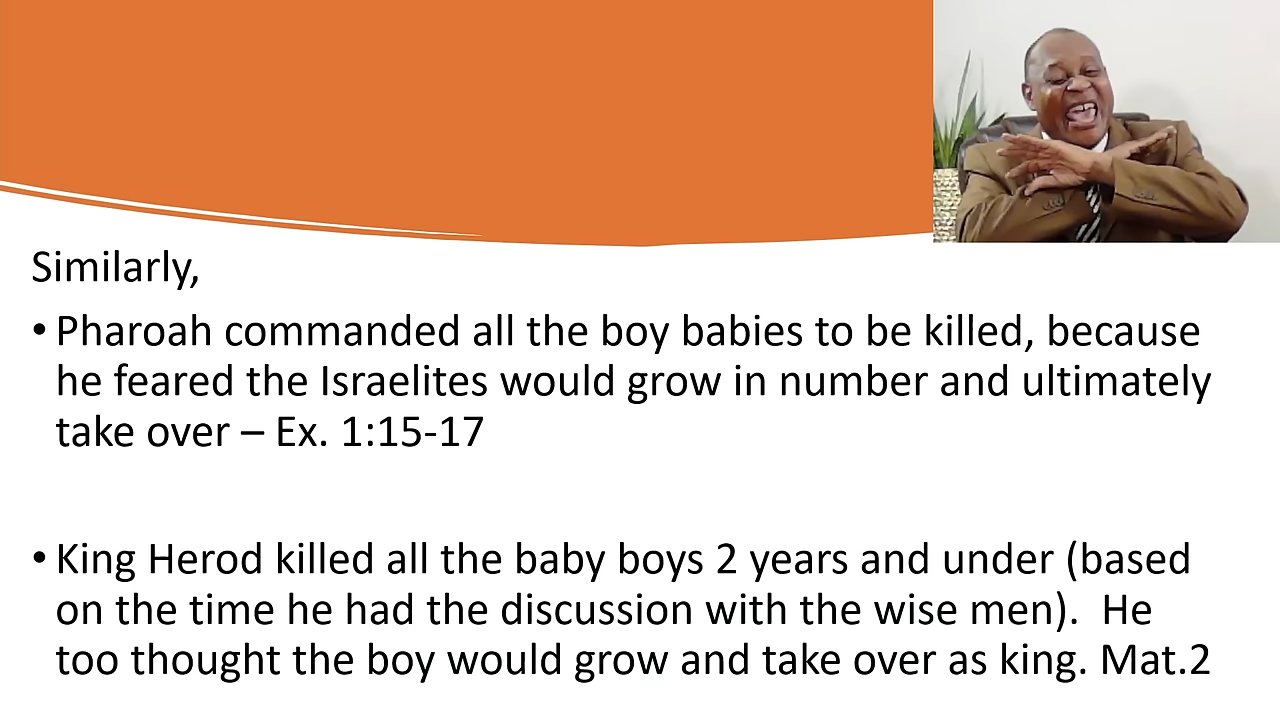 Similarly,
• Pharoah commanded all the boy babies to be killed, because
he feared the Israelites would grow in number and ultimately
take over – Ex. 1:15-17
• King Herod killed all the baby boys 2 years and under (based
on the time he had the discussion with the wise men).  He
too thought the boy would grow and take over as king. Mat.2